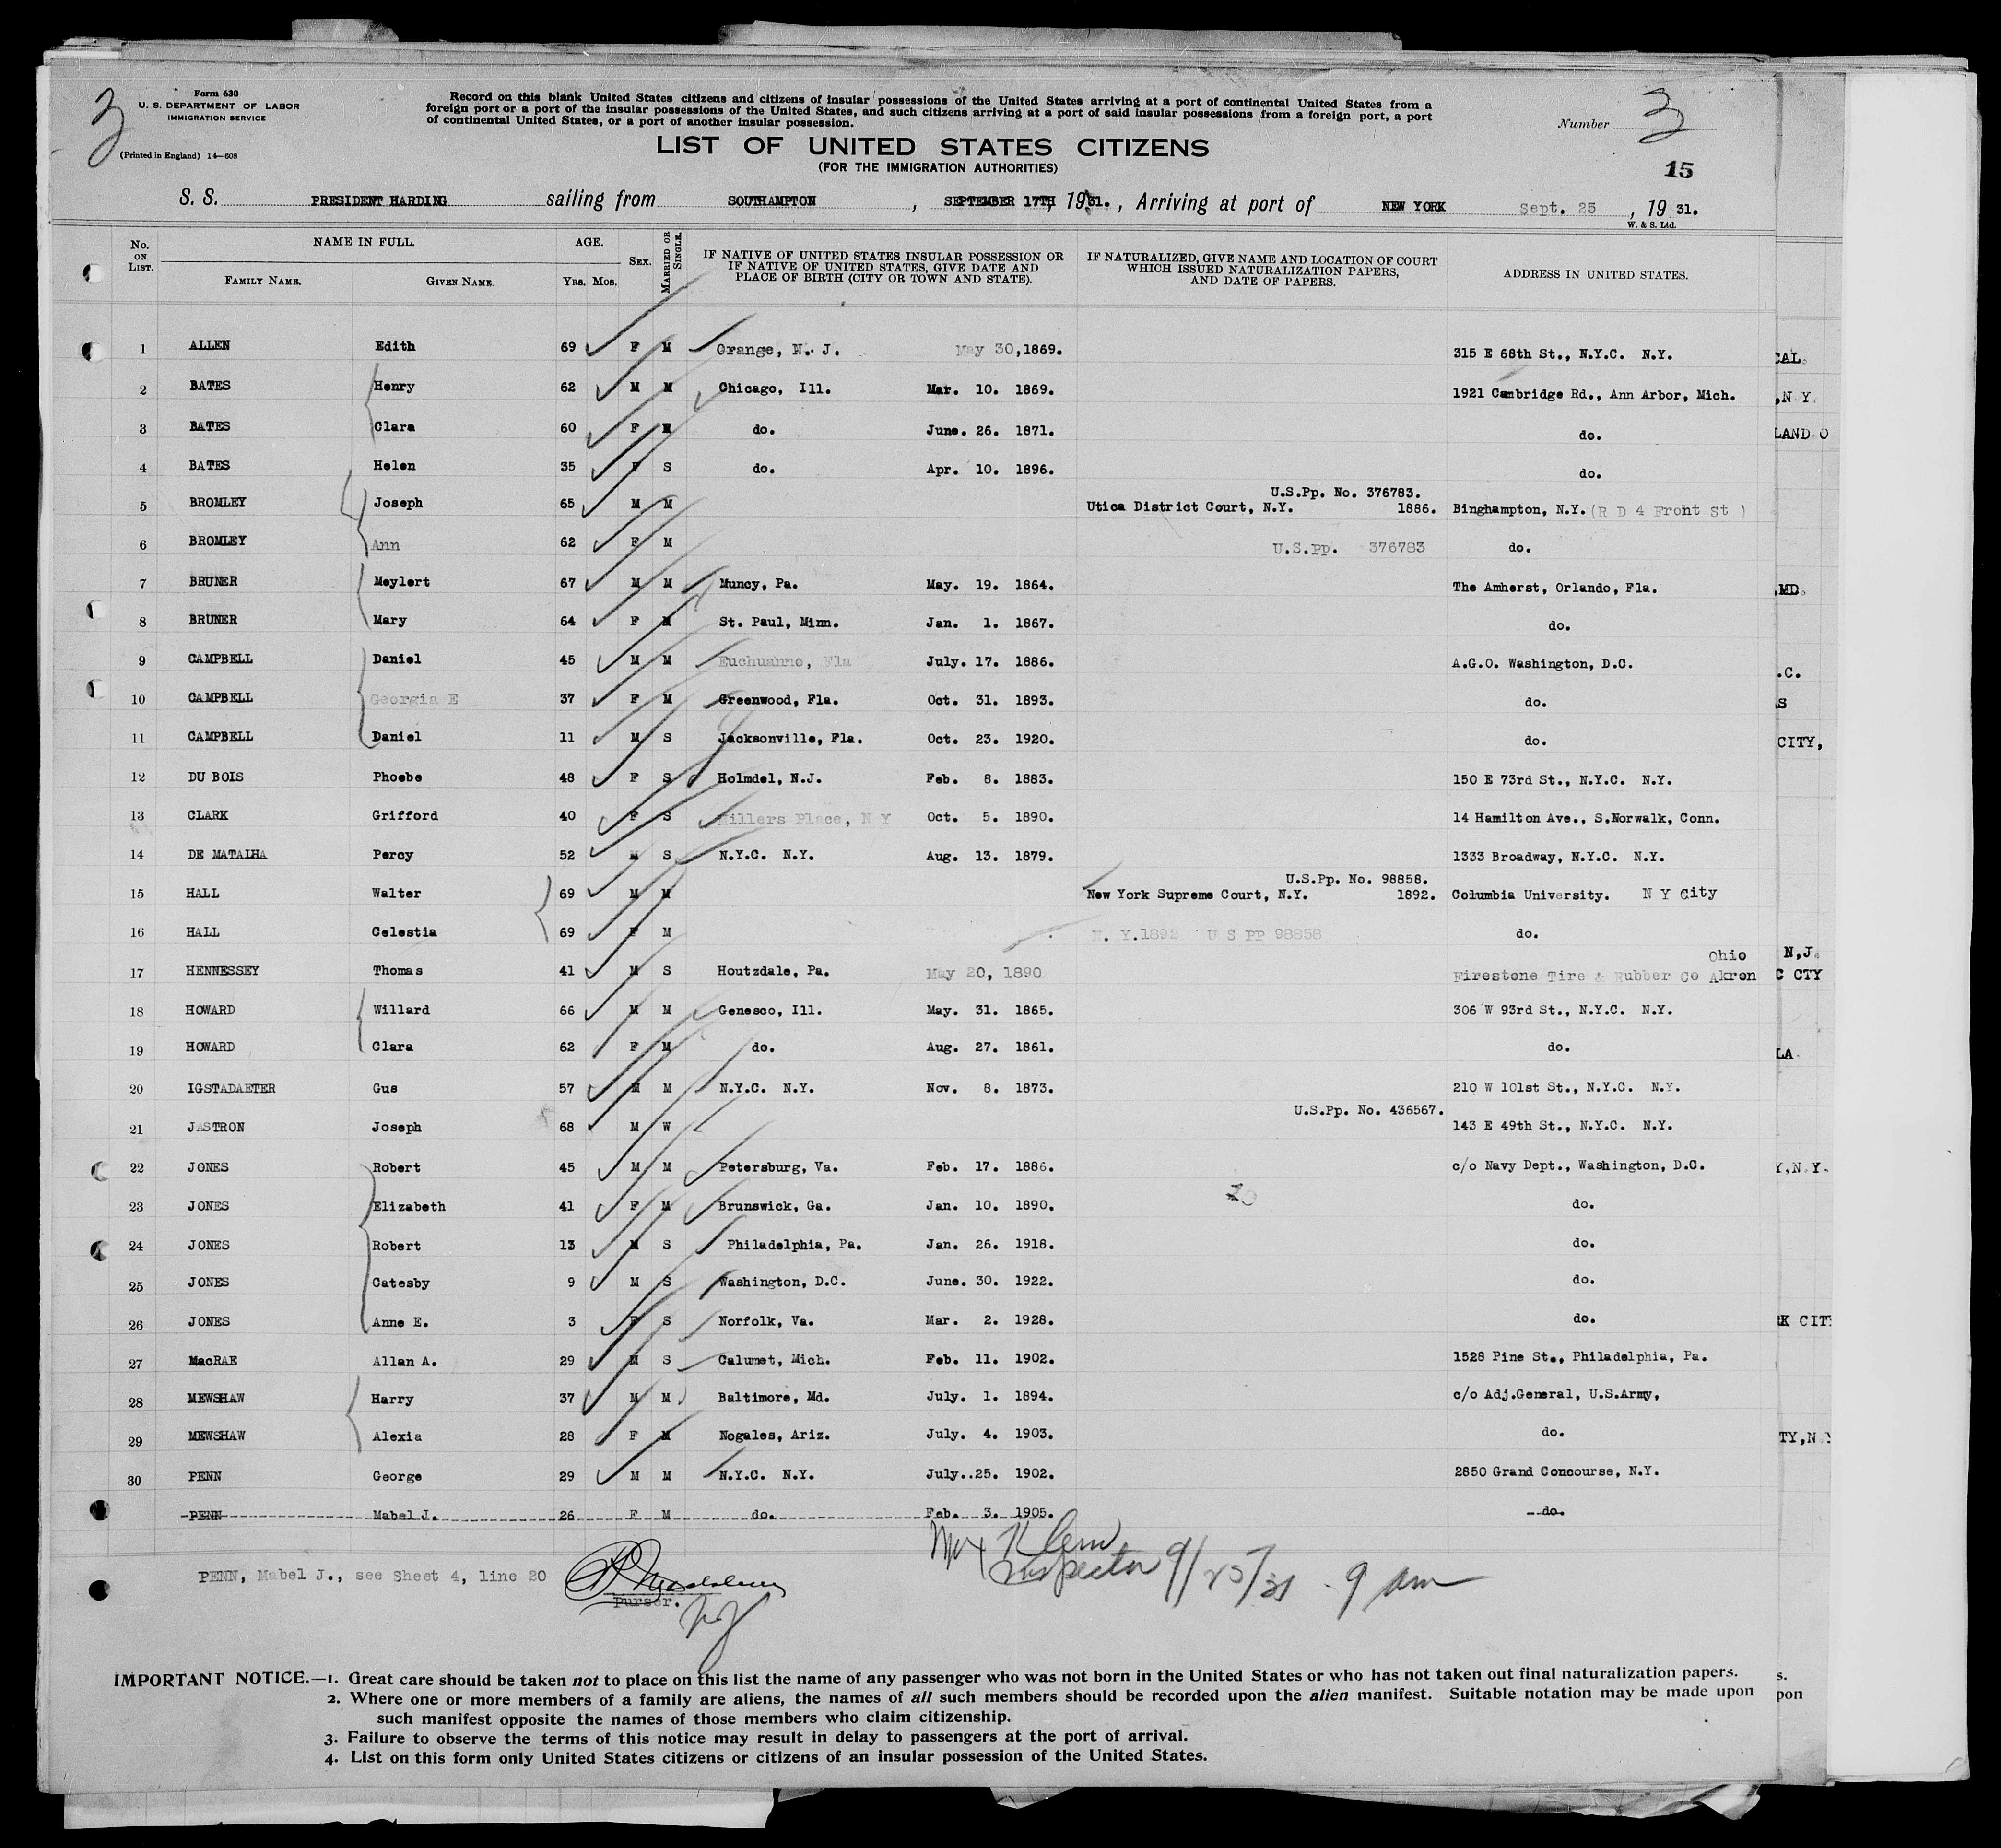 3
Form 630
U. S. DEPARTMENT OF LABOR
IMMIGRATION SERVICE
(Printed in England) 14—608
Record on this blank United States citizens and citizens of insular possessions of the United States arriving at a port of continental United States from a
foreign port or a port of the insular possessions of the United States, and such citizens arriving at a port of said insular possessions from a foreign port, a port
of continental United States, or a port of another insular possession.
LIST OF UNITED STATES CITIZENS
(FOR THE IMMIGRATION AUTHORITIES)
Number 3
15
S. S. PRESIDENT HARDING sailing from SOUTHAMPTON, SEPTEMBER 17TH, 1931., Arriving at port of NEW YORK Sept. 25, 19 31.
W. & S. Ltd.
No. ON LIST. NAME IN FULL. FAMILY NAME. GIVEN NAME. AGE. YRS. MOS. SEX. MARRIED OR SINGLE. IF NATIVE OF UNITED STATES INSULAR POSSESSION OR IF NATIVE OF UNITED STATES, GIVE DATE AND PLACE OF BIRTH (CITY OR TOWN AND STATE). IF NATURALIZED, GIVE NAME AND LOCATION OF COURT WHICH ISSUED NATURALIZATION PAPERS, AND DATE OF PAPERS. ADDRESS IN UNITED STATES.
1 ALLEN Edith 69 F M Orange, N. J. May 30,1869. 315 E 68th St., N.Y.C. N.Y. CAL.
2 BATES Henry 62 M M Chicago, Ill. Mar. 10. 1869. 1921 Cambridge Rd., Ann Arbor, Mich. ,N Y.
3 BATES Clara 60 F M do. June. 26. 1871. do. LAND O
4 BATES Helen 35 F S do. Apr. 10. 1896. do.
U.S.Pp. No. 376783.
5 BROMLEY Joseph 65 M M Utica District Court, N.Y. 1886. Binghampton, N.Y. (R D 4 Front St )
6 BROMLEY Ann 62 F M U.S.Pp. 376783 do.
7 BRUNER Meylert 67 M M Muncy, Pa. May. 19. 1864. The Amherst, Orlando, Fla. ,MD.
8 BRUNER Mary 64 F M St. Paul, Minn. Jan. 1. 1867. do.
9 CAMPBELL Daniel 45 M M Euchuanno, Fla July. 17. 1886. A.G.O. Washington, D.C. .C.
10 CAMPBELL Georgia E 37 F M Greenwood, Fla. Oct. 31. 1893. do. AS
11 CAMPBELL Daniel 11 M S Jacksonville, Fla. Oct. 23. 1920. do. CITY,
12 DU BOIS Phoebe 48 F S Holmdel, N.J. Feb. 8. 1883. 150 E 73rd St., N.Y.C. N.Y.
13 CLARK Grifford 40 F S Millers Place, N Y Oct. 5. 1890. 14 Hamilton Ave., S.Norwalk, Conn.
14 DE MATAIHA Percy 52 M S N.Y.C. N.Y. Aug. 13. 1879. 1333 Broadway, N.Y.C. N.Y.
U.S.Pp. No. 98858.
15 HALL Walter 69 M M New York Supreme Court, N.Y. 1892. Columbia University. N Y City
16 HALL Celestia 69 F M N. Y.1892 U S PP 98858 do.
Ohio N,J.
17 HENNESSEY Thomas 41 M S Houtzdale, Pa. May 20, 1890 Firestone Tire & Rubber Co Akron C CTY
18 HOWARD Willard 66 M M Genesco, Ill. May. 31. 1865. 306 W 93rd St., N.Y.C. N.Y.
19 HOWARD Clara 62 F M do. Aug. 27. 1861. do. LA
20 IGSTADAETER Gus 57 M M N.Y.C. N.Y. Nov. 8. 1873. 210 W 101st St., N.Y.C. N.Y.
U.S.Pp. No. 436567.
21 JASTRON Joseph 68 M W 143 E 49th St., N.Y.C. N.Y.
22 JONES Robert 45 M M Petersburg, Va. Feb. 17. 1886. c/o Navy Dept., Washington, D.C. Y,N.Y.
23 JONES Elizabeth 41 F M Brunswick, Ga. Jan. 10. 1890. do.
24 JONES Robert 13 M S Philadelphia, Pa. Jan. 26. 1918. do.
25 JONES Catesby 9 M S Washington, D.C. June. 30. 1922. do.
26 JONES Anne E. 3 F S Norfolk, Va. Mar. 2. 1928. do. RK CITY
27 MacRAE Allan A. 29 M S Calumet, Mich. Feb. 11. 1902. 1528 Pine St., Philadelphia, Pa.
28 MEWSHAW Harry 37 M M Baltimore, Md. July. 1. 1894. c/o Adj.General, U.S.Army,
29 MEWSHAW Alexia 28 F M Nogales, Ariz. July. 4. 1903. do. TY,N Y
30 PENN George 29 M M N.Y.C. N.Y. July..25. 1902. 2850 Grand Concourse, N.Y.
PENN Mabel J. 26 F M do. Feb. 3. 1905. do.
Max Klein
Inspector 9/25/31 9 am
PENN, Mabel J., see Sheet 4, line 20
Purser.
IMPORTANT NOTICE.—1. Great care should be taken not to place on this list the name of any passenger who was not born in the United States or who has not taken out final naturalization papers. s.
2. Where one or more members of a family are aliens, the names of all such members should be recorded upon the alien manifest. Suitable notation may be made upon pon
such manifest opposite the names of those members who claim citizenship.
3. Failure to observe the terms of this notice may result in delay to passengers at the port of arrival.
4. List on this form only United States citizens or citizens of an insular possession of the United States.